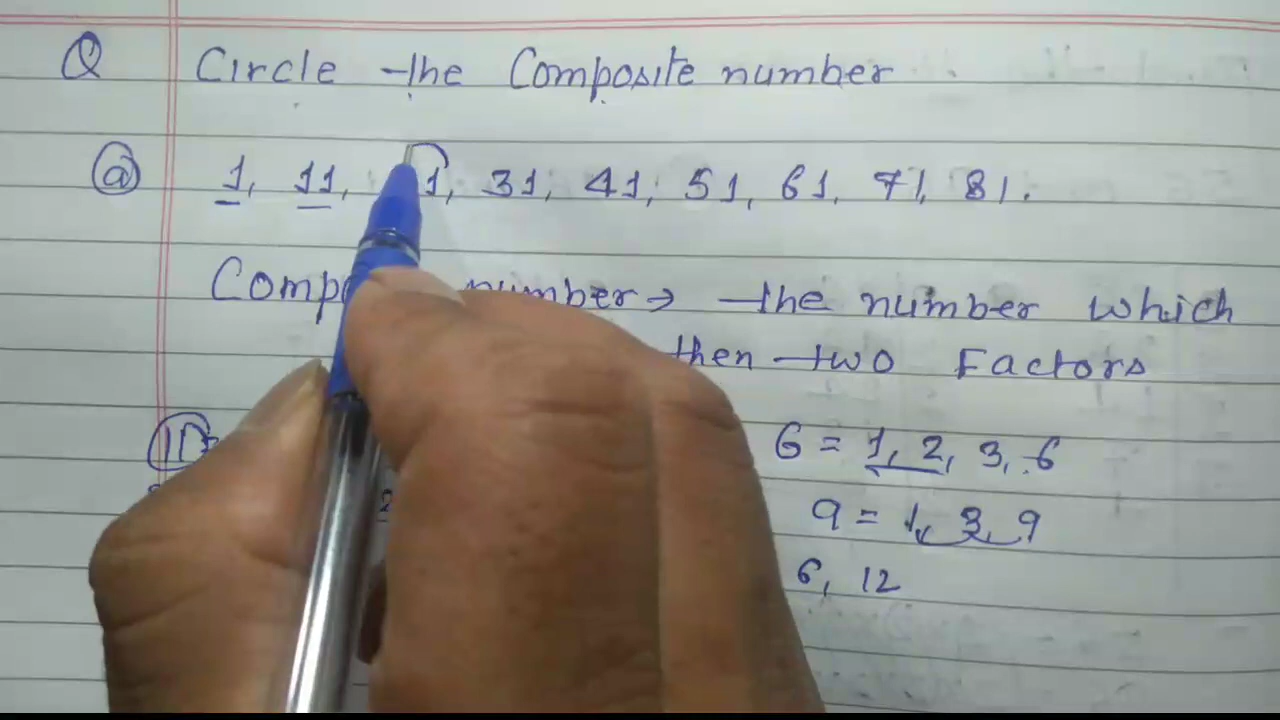 Q Circle the Composite number
(a) 1, 11, 1, 31, 41, 51, 61, 71, 81.
number → the number which
then two Factors
6 = 1, 2, 3, 6
9 = 1, 3, 9
6, 12